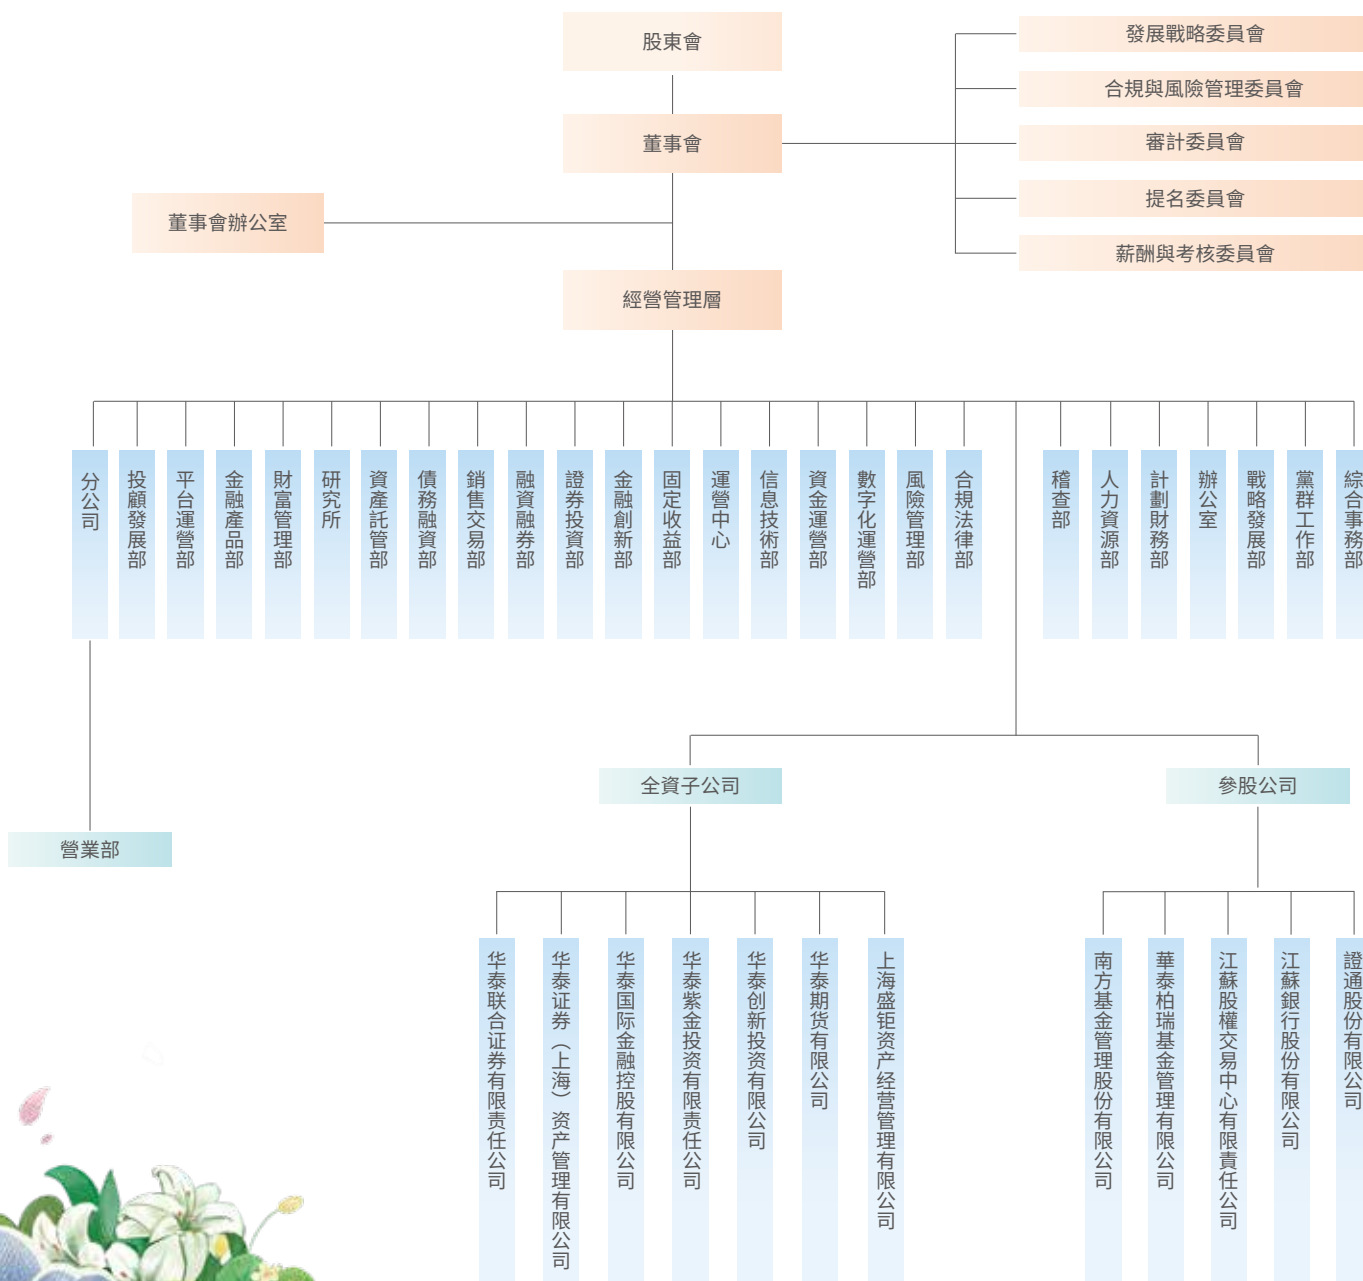 股東會
董事會
發展戰略委員會
合規與風險管理委員會
審計委員會
提名委員會
薪酬與考核委員會
董事會辦公室
經營管理層
分公司
投顧發展部
平台運營部
金融產品部
財富管理部
研究所
資產託管部
債務融資部
銷售交易部
融資融券部
證券投資部
金融創新部
固定收益部
運營中心
信息技術部
資金運營部
數字化運營部
風險管理部
合規法律部
稽查部
人力資源部
計劃財務部
辦公室
戰略發展部
黨群工作部
綜合事務部
營業部
全資子公司
參股公司
华泰联合证券有限责任公司
华泰证券（上海）资产管理有限公司
华泰国际金融控股有限公司
华泰紫金投资有限责任公司
华泰创新投资有限公司
华泰期货有限公司
上海盛钜资产经营管理有限公司
南方基金管理股份有限公司
華泰柏瑞基金管理有限公司
江蘇股權交易中心有限責任公司
江蘇銀行股份有限公司
證通股份有限公司